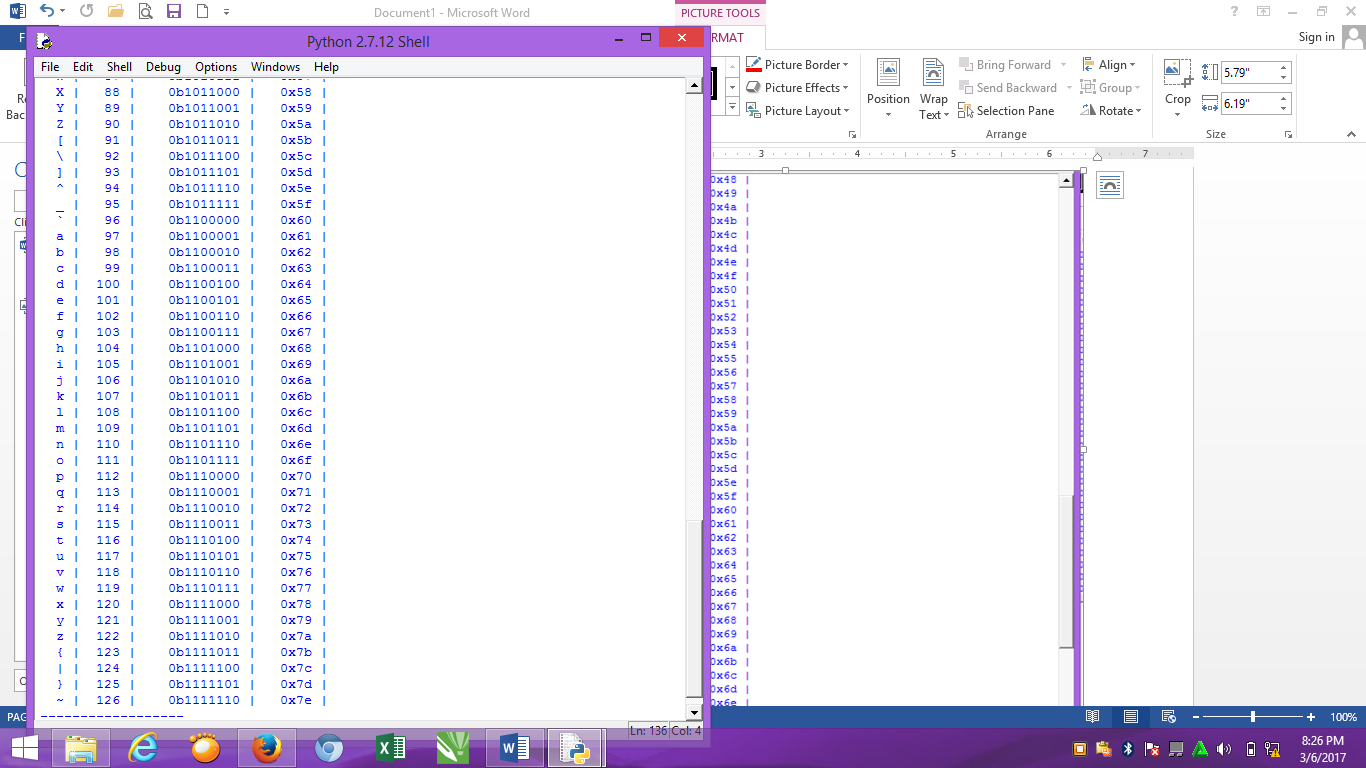 Document1 - Microsoft Word
PICTURE TOOLS
?
Python 2.7.12 Shell
F
RMAT
Sign in
File Edit Shell Debug Options Windows Help
X | 88 | 0b1011000 | 0x58 |
Y | 89 | 0b1011001 | 0x59 |
Z | 90 | 0b1011010 | 0x5a |
[ | 91 | 0b1011011 | 0x5b |
\ | 92 | 0b1011100 | 0x5c |
] | 93 | 0b1011101 | 0x5d |
^ | 94 | 0b1011110 | 0x5e |
_ | 95 | 0b1011111 | 0x5f |
` | 96 | 0b1100000 | 0x60 |
a | 97 | 0b1100001 | 0x61 |
b | 98 | 0b1100010 | 0x62 |
c | 99 | 0b1100011 | 0x63 |
d | 100 | 0b1100100 | 0x64 |
e | 101 | 0b1100101 | 0x65 |
f | 102 | 0b1100110 | 0x66 |
g | 103 | 0b1100111 | 0x67 |
h | 104 | 0b1101000 | 0x68 |
i | 105 | 0b1101001 | 0x69 |
j | 106 | 0b1101010 | 0x6a |
k | 107 | 0b1101011 | 0x6b |
l | 108 | 0b1101100 | 0x6c |
m | 109 | 0b1101101 | 0x6d |
n | 110 | 0b1101110 | 0x6e |
o | 111 | 0b1101111 | 0x6f |
p | 112 | 0b1110000 | 0x70 |
q | 113 | 0b1110001 | 0x71 |
r | 114 | 0b1110010 | 0x72 |
s | 115 | 0b1110011 | 0x73 |
t | 116 | 0b1110100 | 0x74 |
u | 117 | 0b1110101 | 0x75 |
v | 118 | 0b1110110 | 0x76 |
w | 119 | 0b1110111 | 0x77 |
x | 120 | 0b1111000 | 0x78 |
y | 121 | 0b1111001 | 0x79 |
z | 122 | 0b1111010 | 0x7a |
{ | 123 | 0b1111011 | 0x7b |
| | 124 | 0b1111100 | 0x7c |
} | 125 | 0b1111101 | 0x7d |
~ | 126 | 0b1111110 | 0x7e |
------------------
Ln: 136 Col: 4
Picture Border
Picture Effects
Picture Layout
Position
Wrap
Text
Bring Forward
Send Backward
Selection Pane
Align
Group
Rotate
Arrange
Crop
5.79"
6.19"
Size
3 4 5 6 7
0x48 |
0x49 |
0x4a |
0x4b |
0x4c |
0x4d |
0x4e |
0x4f |
0x50 |
0x51 |
0x52 |
0x53 |
0x54 |
0x55 |
0x56 |
0x57 |
0x58 |
0x59 |
0x5a |
0x5b |
0x5c |
0x5d |
0x5e |
0x5f |
0x60 |
0x61 |
0x62 |
0x63 |
0x64 |
0x65 |
0x66 |
0x67 |
0x68 |
0x69 |
0x6a |
0x6b |
0x6c |
0x6d |
0x6e |
Re
Bac
Cli
PAG
100%
8:26 PM
3/6/2017